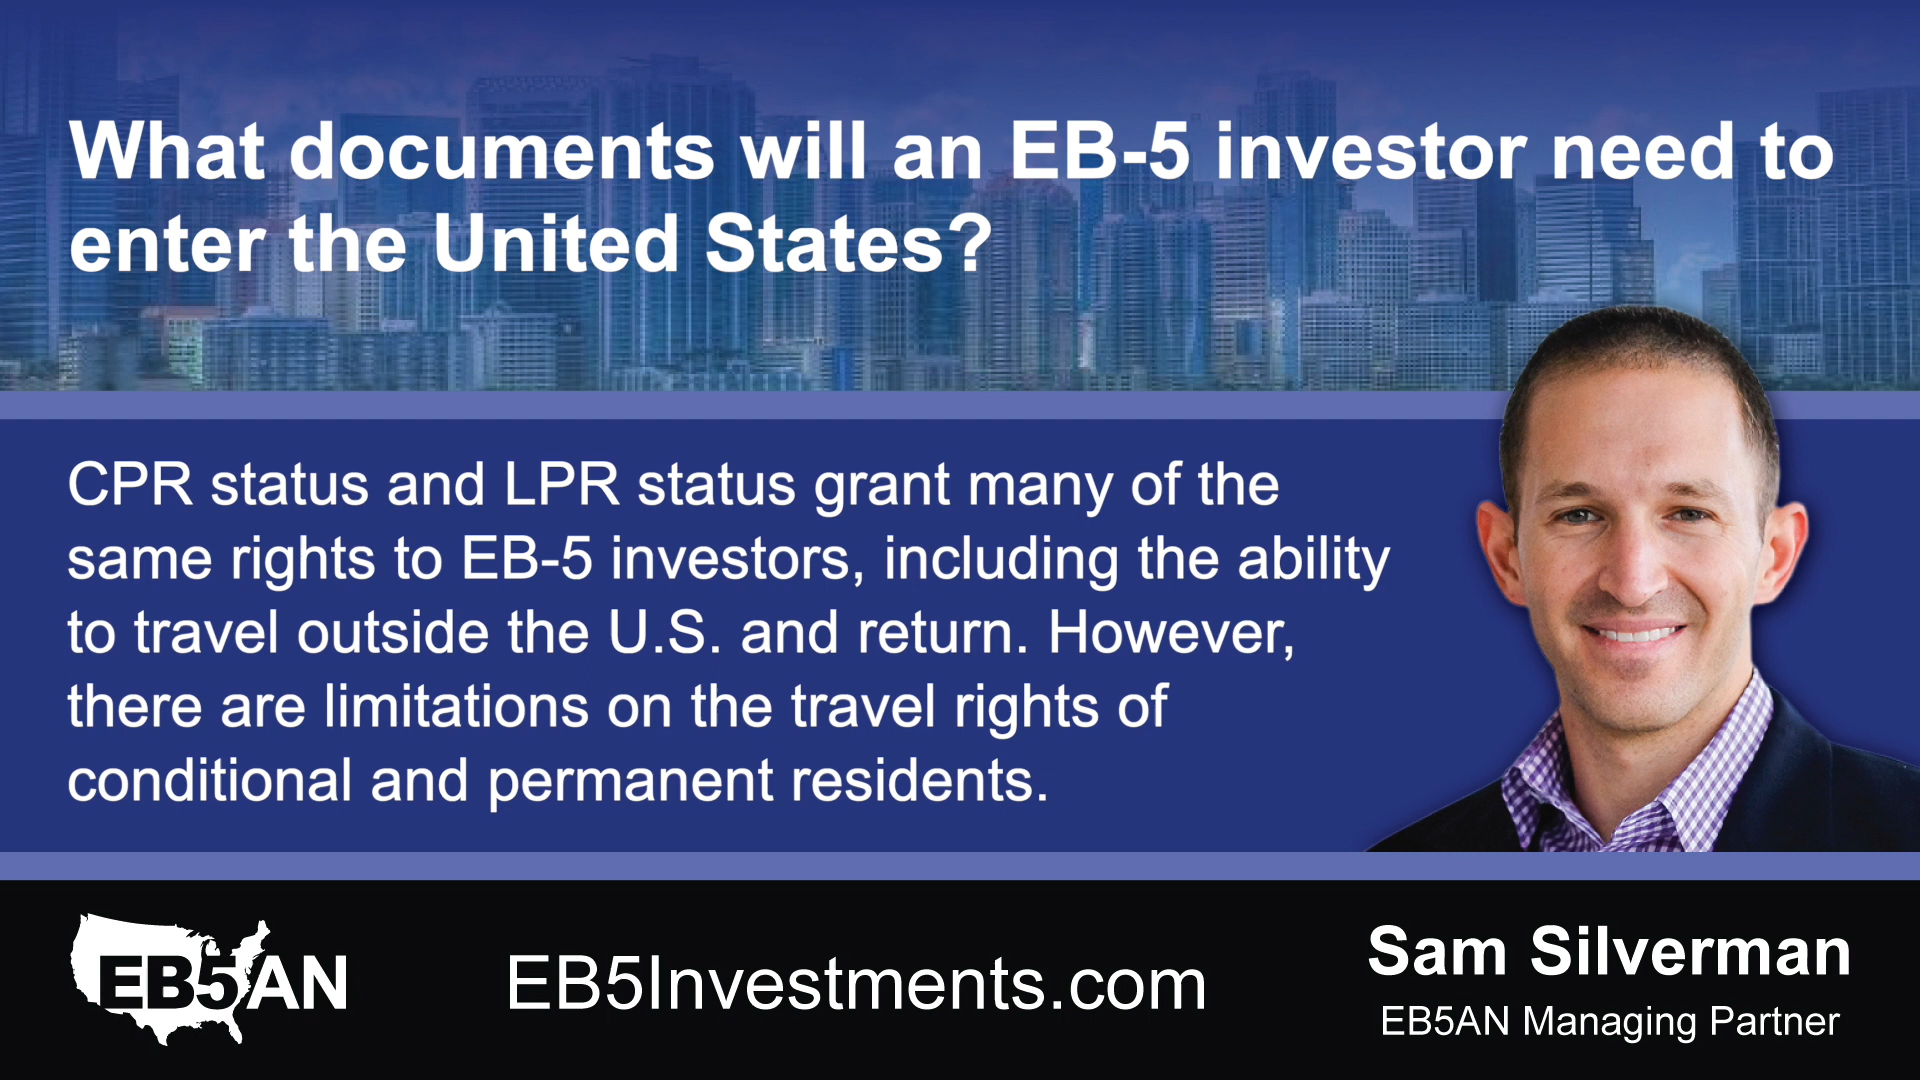 What documents will an EB-5 investor need to
enter the United States?
CPR status and LPR status grant many of the
same rights to EB-5 investors, including the ability
to travel outside the U.S. and return. However,
there are limitations on the travel rights of
conditional and permanent residents.
EB5AN
EB5Investments.com
Sam Silverman
EB5AN Managing Partner